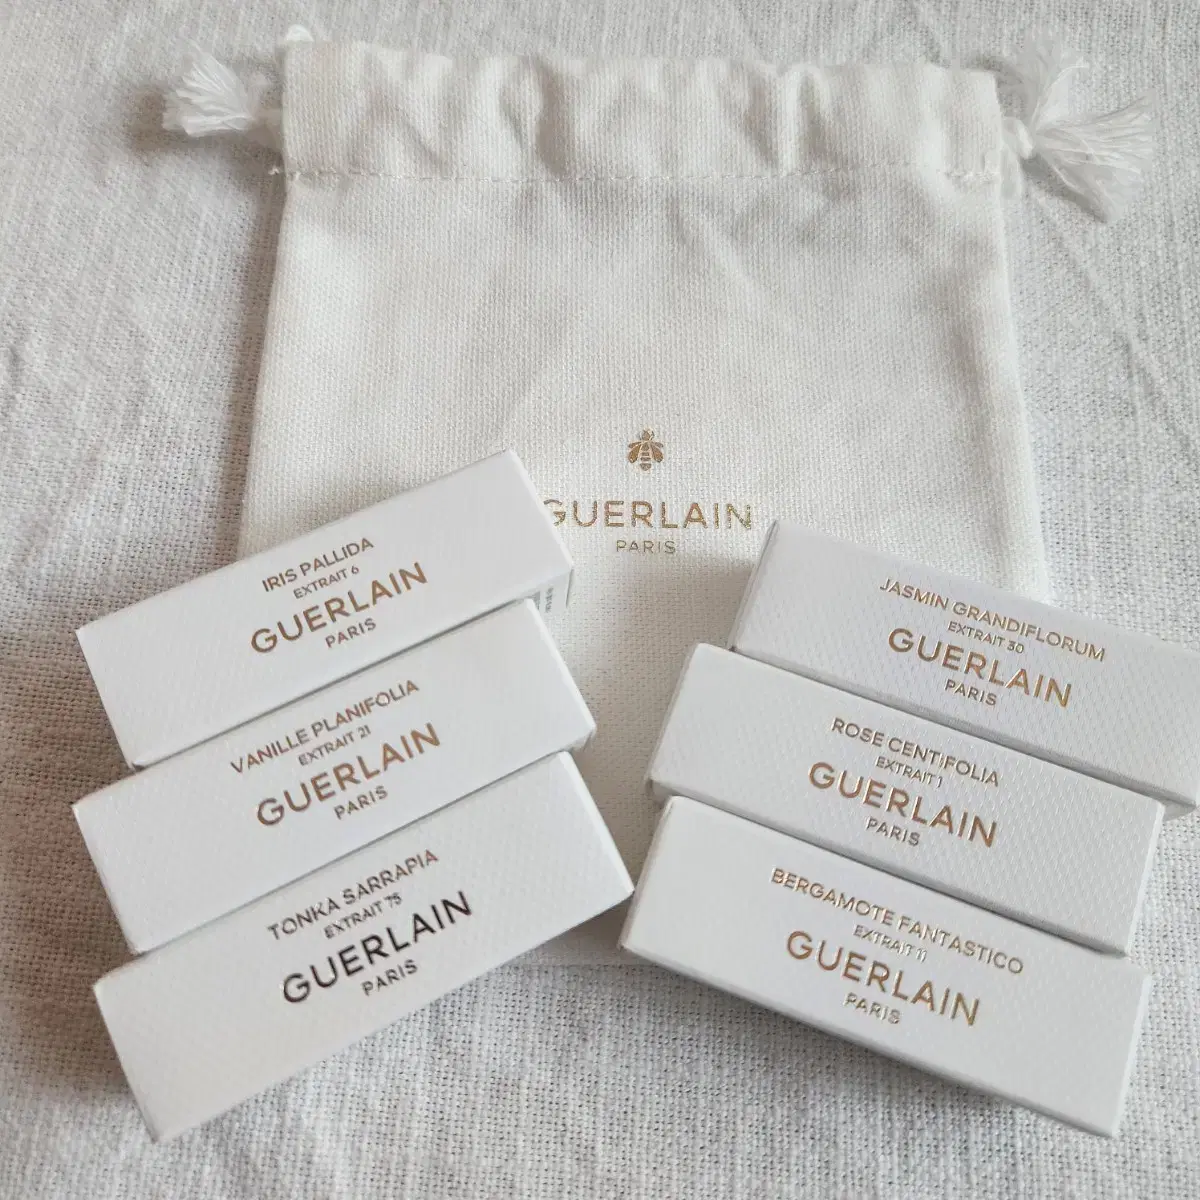 GUERLAIN
PARIS
IRIS PALLIDA
EXTRAIT 6
GUERLAIN
PARIS
VANILLE PLANIFOLIA
EXTRAIT 21
GUERLAIN
PARIS
TONKA SARRAPIA
EXTRAIT 75
GUERLAIN
PARIS
JASMIN GRANDIFLORUM
EXTRAIT 30
GUERLAIN
PARIS
ROSE CENTIFOLIA
EXTRAIT 1
GUERLAIN
PARIS
BERGAMOTE FANTASTICO
EXTRAIT 11
GUERLAIN
PARIS